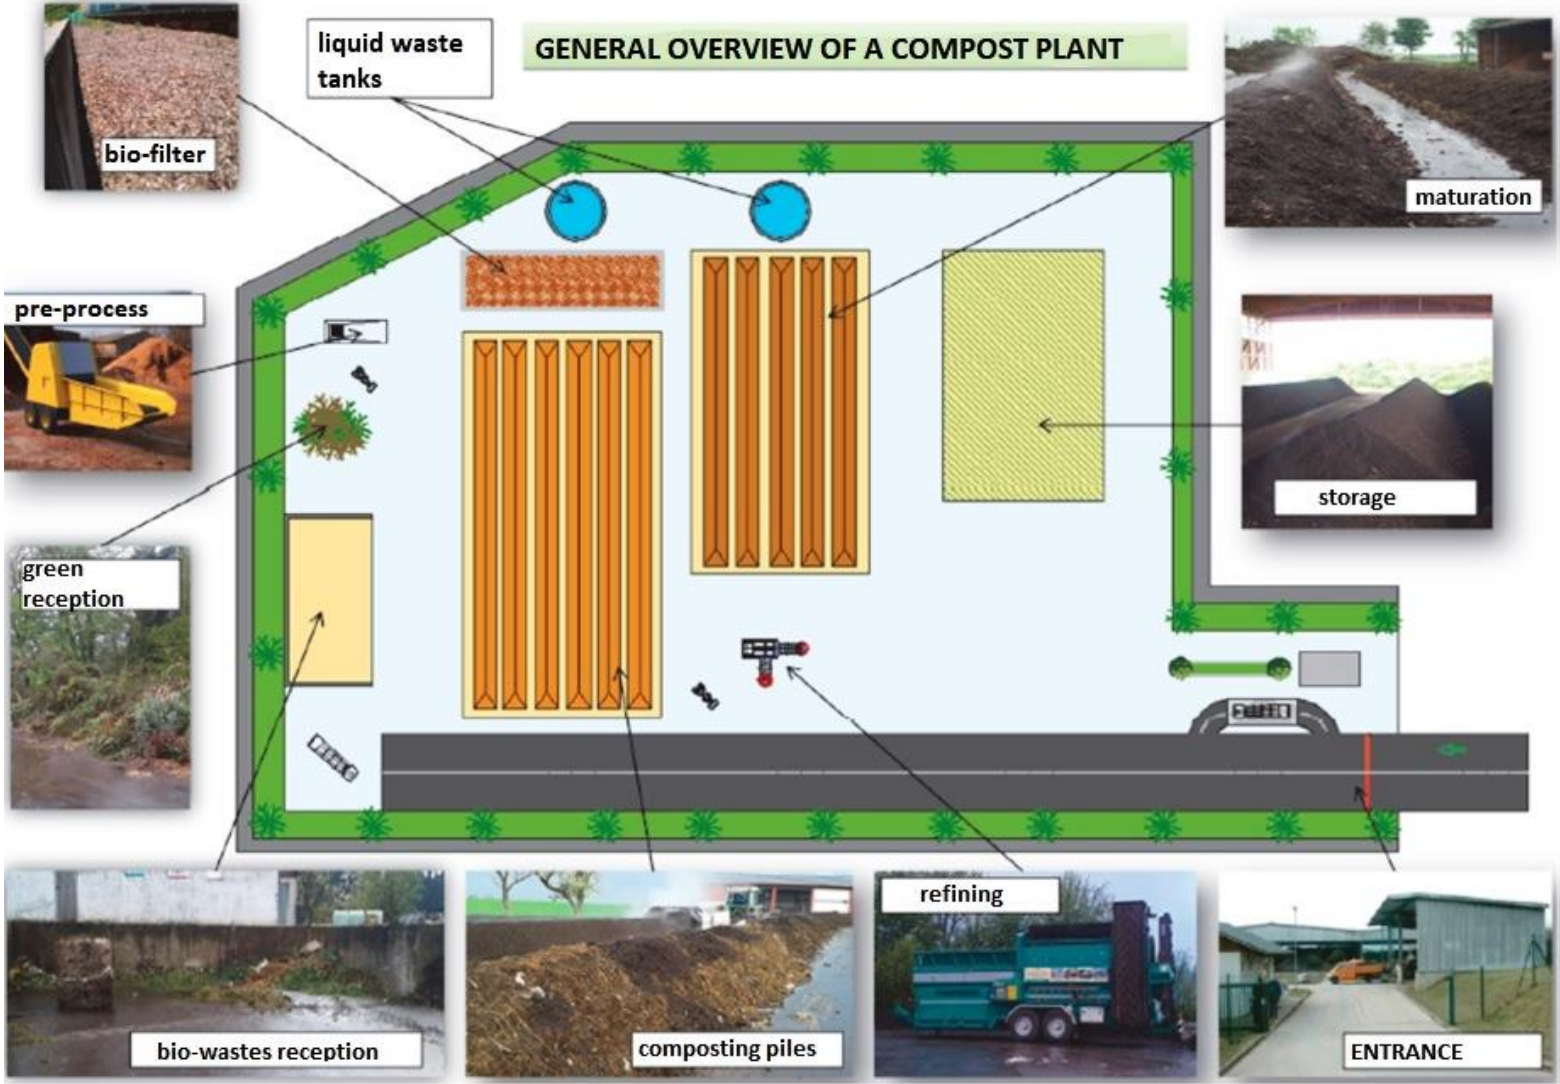 GENERAL OVERVIEW OF A COMPOST PLANT
liquid waste
tanks
bio-filter
maturation
pre-process
storage
green
reception
refining
bio-wastes reception
composting piles
ENTRANCE